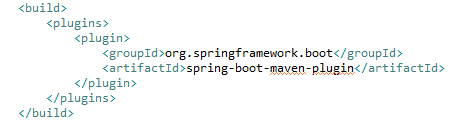 <build>
<plugins>
<plugin>
<groupId>org.springframework.boot</groupId>
<artifactId>spring-boot-maven-plugin</artifactId>
</plugin>
</plugins>
</build>